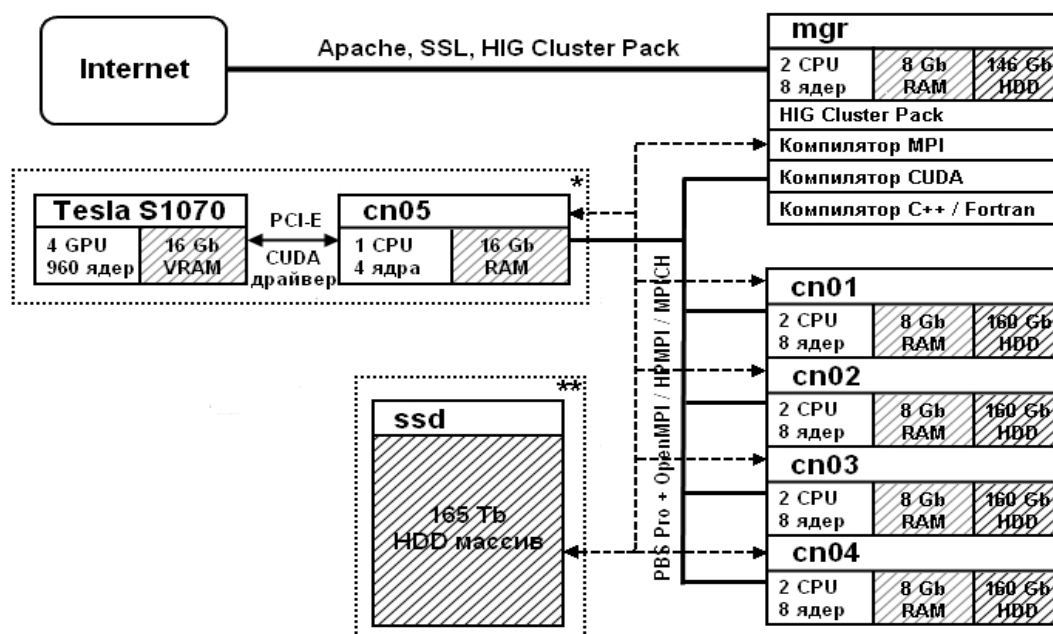 Internet
Apache, SSL, HIG Cluster Pack
mgr
2 CPU
8 ядер
8 Gb
RAM
146 Gb
HDD
HIG Cluster Pack
Компилятор MPI
Компилятор CUDA
Компилятор C++ / Fortran
*
Tesla S1070
4 GPU
960 ядер
16 Gb
VRAM
PCI-E
CUDA
драйвер
cn05
1 CPU
4 ядра
16 Gb
RAM
PBS Pro + OpenMPI / HPMPI / MPICH
cn01
2 CPU
8 ядер
8 Gb
RAM
160 Gb
HDD
cn02
2 CPU
8 ядер
8 Gb
RAM
160 Gb
HDD
cn03
2 CPU
8 ядер
8 Gb
RAM
160 Gb
HDD
cn04
2 CPU
8 ядер
8 Gb
RAM
160 Gb
HDD
**
ssd
165 Tb
HDD массив